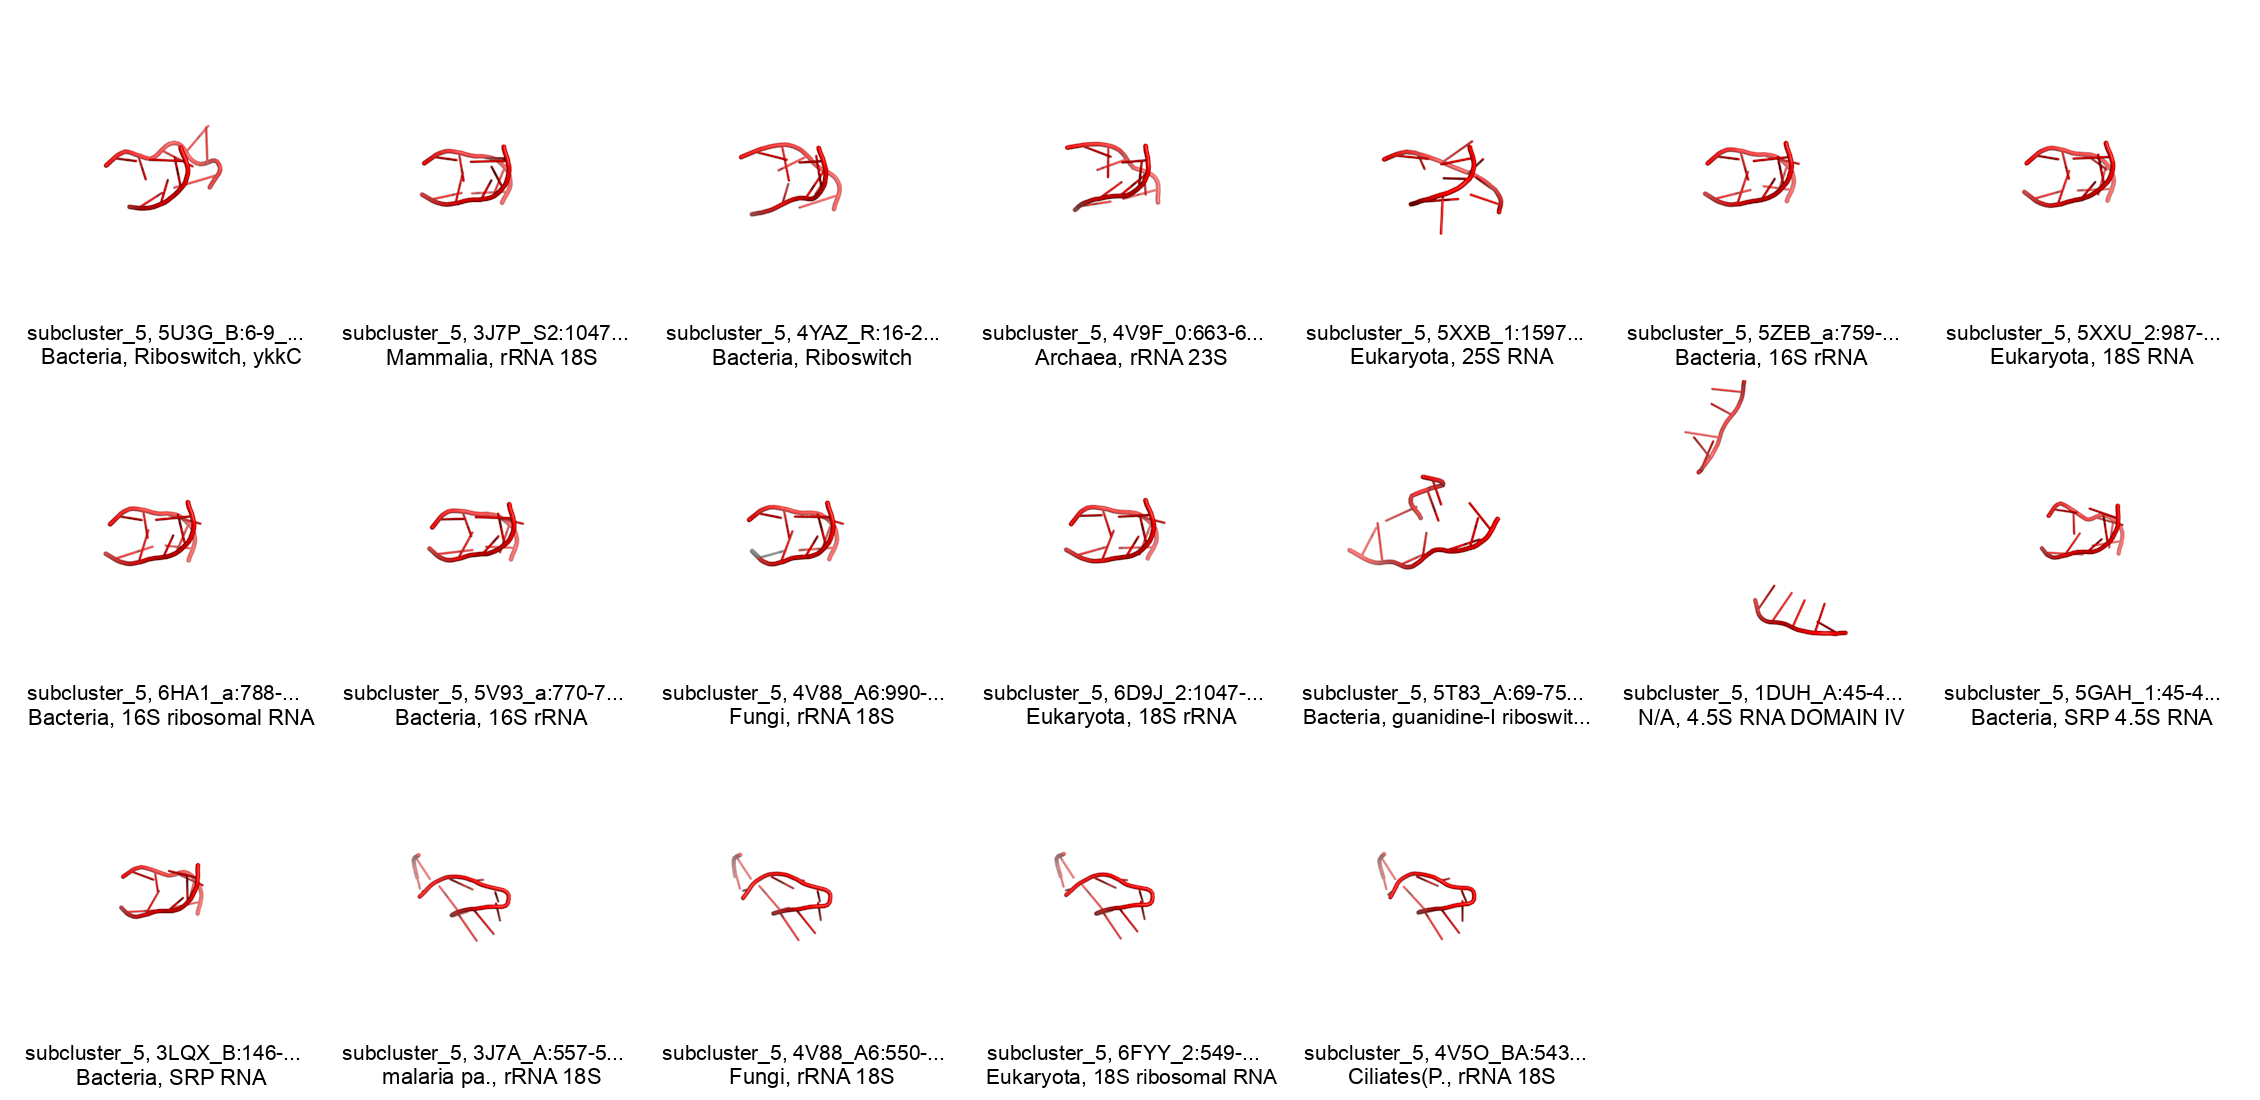 subcluster_5, 5U3G_B:6-9_...
Bacteria, Riboswitch, ykkC
subcluster_5, 3J7P_S2:1047...
Mammalia, rRNA 18S
subcluster_5, 4YAZ_R:16-2...
Bacteria, Riboswitch
subcluster_5, 4V9F_0:663-6...
Archaea, rRNA 23S
subcluster_5, 5XXB_1:1597...
Eukaryota, 25S RNA
subcluster_5, 5ZEB_a:759-...
Bacteria, 16S rRNA
subcluster_5, 5XXU_2:987-...
Eukaryota, 18S RNA
subcluster_5, 6HA1_a:788-...
Bacteria, 16S ribosomal RNA
subcluster_5, 5V93_a:770-7...
Bacteria, 16S rRNA
subcluster_5, 4V88_A6:990-...
Fungi, rRNA 18S
subcluster_5, 6D9J_2:1047-...
Eukaryota, 18S rRNA
subcluster_5, 5T83_A:69-75...
Bacteria, guanidine-I riboswit...
subcluster_5, 1DUH_A:45-4...
N/A, 4.5S RNA DOMAIN IV
subcluster_5, 5GAH_1:45-4...
Bacteria, SRP 4.5S RNA
subcluster_5, 3LQX_B:146-...
Bacteria, SRP RNA
subcluster_5, 3J7A_A:557-5...
malaria pa., rRNA 18S
subcluster_5, 4V88_A6:550-...
Fungi, rRNA 18S
subcluster_5, 6FYY_2:549-...
Eukaryota, 18S ribosomal RNA
subcluster_5, 4V5O_BA:543...
Ciliates(P., rRNA 18S